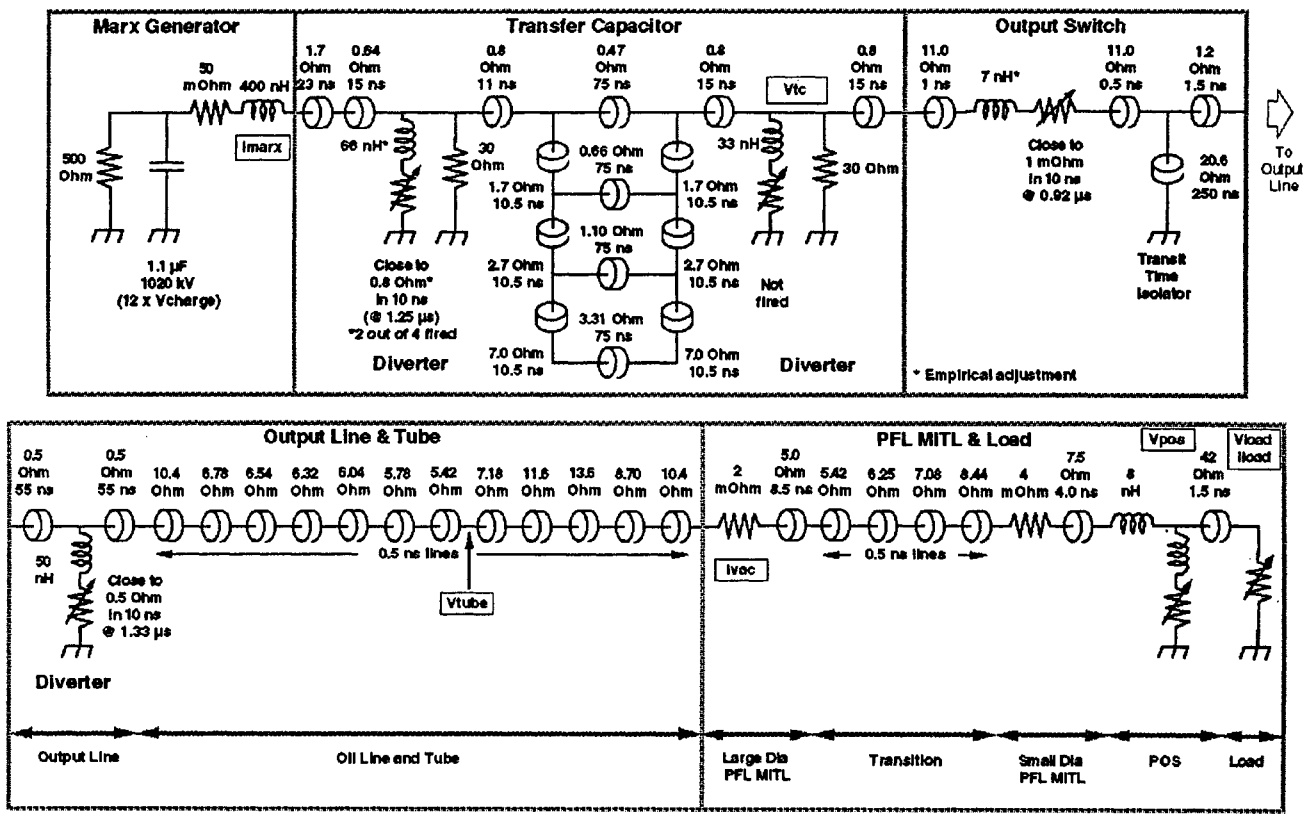 Marx Generator
Transfer Capacitor
Output Switch
50
mOhm
400 nH
1.7
Ohm
23 ns
0.64
Ohm
15 ns
0.8
Ohm
11 ns
0.47
Ohm
75 ns
0.8
Ohm
15 ns
Vtc
0.8
Ohm
15 ns
11.0
Ohm
1 ns
7 nH*
11.0
Ohm
0.5 ns
1.2
Ohm
1.5 ns
500
Ohm
Imarx
66 nH*
30
Ohm
0.66 Ohm
75 ns
1.7 Ohm
10.5 ns
1.7 Ohm
10.5 ns
33 nH
30 Ohm
Close to
1 mOhm
in 10 ns
@ 0.92 µs
20.6
Ohm
250 ns
To
Output
Line
1.1 µF
1020 kV
(12 x Vcharge)
Close to
0.8 Ohm*
in 10 ns
(@ 1.25 µs)
*2 out of 4 fired
Diverter
1.10 Ohm
75 ns
2.7 Ohm
10.5 ns
2.7 Ohm
10.5 ns
3.31 Ohm
75 ns
7.0 Ohm
10.5 ns
7.0 Ohm
10.5 ns
Not
fired
Diverter
Transit
Time
Isolator
* Empirical adjustment
Output Line & Tube
PFL MITL & Load
0.5
Ohm
55 ns
0.5
Ohm
55 ns
10.4
Ohm
6.78
Ohm
6.54
Ohm
6.32
Ohm
6.04
Ohm
5.78
Ohm
5.42
Ohm
7.18
Ohm
11.6
Ohm
13.5
Ohm
8.70
Ohm
10.4
Ohm
2
mOhm
5.0
Ohm
8.5 ns
5.42
Ohm
6.25
Ohm
7.08
Ohm
8.44
Ohm
4
mOhm
7.5
Ohm
4.0 ns
Vpos
8
nH
42
Ohm
1.5 ns
Vload
Iload
50
nH
Close to
0.5 Ohm
in 10 ns
@ 1.33 µs
Diverter
0.5 ns lines
Vtube
Ivac
0.5 ns lines
Output Line
Oil Line and Tube
Large Dia
PFL MITL
Transition
Small Dia
PFL MITL
POS
Load